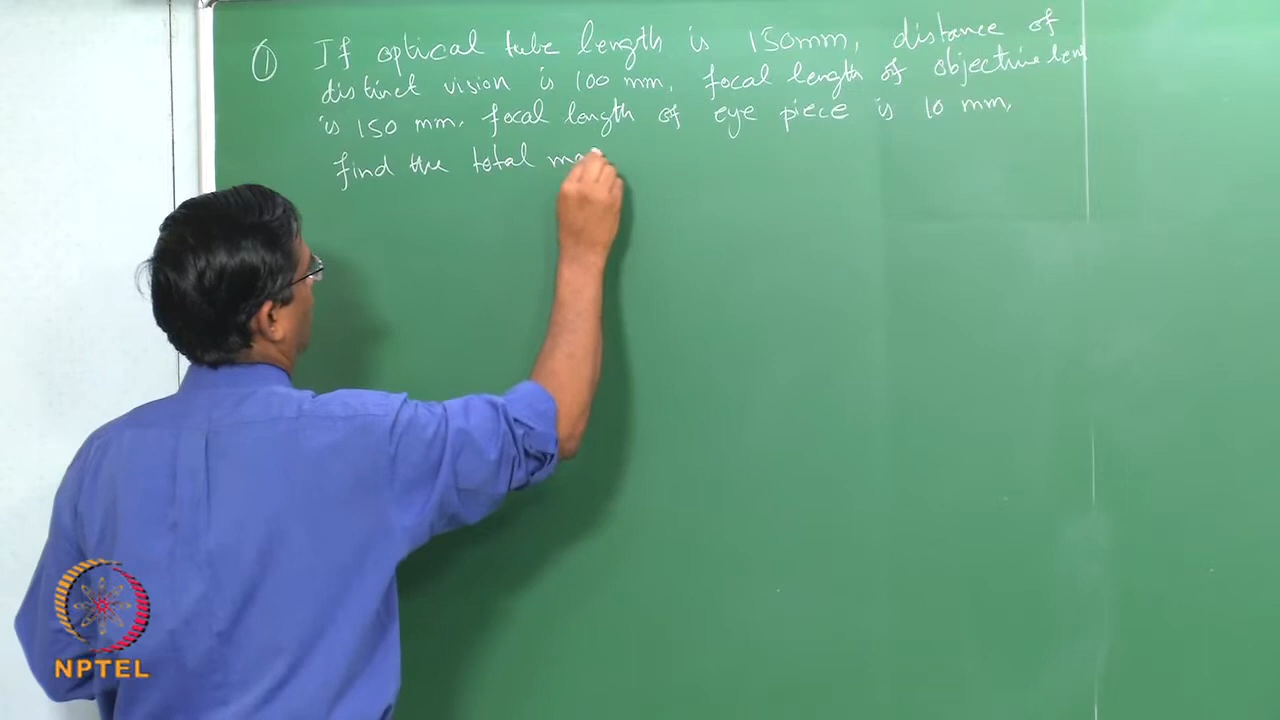 ① If optical tube length is 150mm, distance of
distinct vision is 100 mm, focal length of objective lens
is 150 mm, focal length of eye piece is 10 mm,
find the total ma
NPTEL